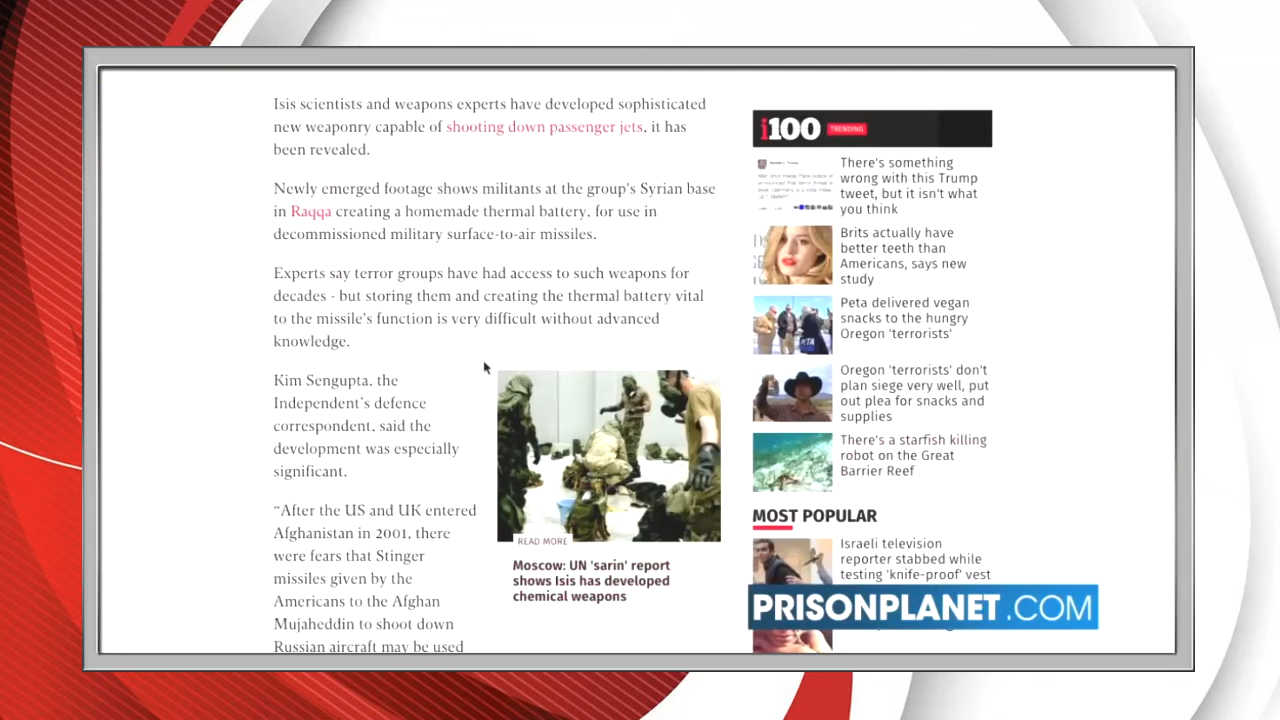 Isis scientists and weapons experts have developed sophisticated
new weaponry capable of shooting down passenger jets, it has
been revealed.
Newly emerged footage shows militants at the group's Syrian base
in Raqqa creating a homemade thermal battery, for use in
decommissioned military surface-to-air missiles.
Experts say terror groups have had access to such weapons for
decades - but storing them and creating the thermal battery vital
to the missile's function is very difficult without advanced
knowledge.
Kim Sengupta, the
Independent's defence
correspondent, said the
development was especially
significant.
“After the US and UK entered
Afghanistan in 2001, there
were fears that Stinger
missiles given by the
Americans to the Afghan
Mujaheddin to shoot down
Russian aircraft may be used
READ MORE
Moscow: UN 'sarin' report
shows Isis has developed
chemical weapons
i100 TRENDING
There's something
wrong with this Trump
tweet, but it isn't what
you think
Brits actually have
better teeth than
Americans, says new
study
Peta delivered vegan
snacks to the hungry
Oregon 'terrorists'
Oregon 'terrorists' don't
plan siege very well, put
out plea for snacks and
supplies
There's a starfish killing
robot on the Great
Barrier Reef
MOST POPULAR
Israeli television
reporter stabbed while
testing 'knife-proof' vest
PRISONPLANET.COM